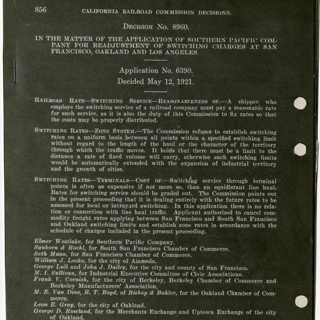 856 CALIFORNIA RAILROAD COMMISSION DECISIONS.
Decision No. 8960.
IN THE MATTER OF THE APPLICATION OF SOUTHERN PACIFIC COM-
PANY FOR READJUSTMENT OF SWITCHING CHARGES AT SAN
FRANCISCO, OAKLAND AND LOS ANGELES.
Application No. 6390.
Decided May 12, 1921.
Railroad Rate—Switching Service—Reasonableness of.—A shipper who
employs the switching service of a railroad company must pay a reasonable rate
for such service, as it is also the duty of this Commission to fix rates so that
the costs may be properly distributed.
Switching Rates—Zone System.—The Commission refuses to establish switching
rates on a uniform basis between all points within a specified switching limit
without regard to the length of the haul or the character of the territory
through which the traffic moves. It holds that there must be a limit to the
distance a rate of fixed volume will carry, otherwise such switching limits
would be automatically extended with the expansion of industrial territory
and the growth of cities.
Switching Rates—Terminals—Cost of.—Switching service through terminal
points is often as expensive if not more so, than an equidistant line haul.
Rates for switching service should be graded out. The Commission points out
in the present proceeding that it is dealing entirely with the future rates to be
assessed for local or intrayard switching. In this application there is no rela-
tion or connection with line haul traffic. Applicant authorized to cancel com-
modity freight rates applying between San Francisco and South San Francisco
and Oakland switching limits and establish zone rates in accordance with the
schedule of charges included in the present proceeding.
Elmer Westlake, for Southern Pacific Company.
Sanborn & Roehl, for South San Francisco Chamber of Commerce.
Seth Mann, for San Francisco Chamber of Commerce.
William J. Locke, for the city of Alameda.
George Lull and John J. Dailey, for the city and county of San Francisco.
M. J. Sullivan, for Industrial Executive Committee of Civic Associations.
Frank V. Cornish, for the city of Berkeley, Berkeley Chamber of Commerce and
Berkeley Manufacturers' Association.
M. E. Van Dine, H. T. Boyd, of Bishop & Bahler, for the Oakland Chamber of Com-
merce.
Leon E. Gray, for the city of Oakland.
George D. Rowland, for the Merchants Exchange and Uptown Exchange of the city
of Oakland.